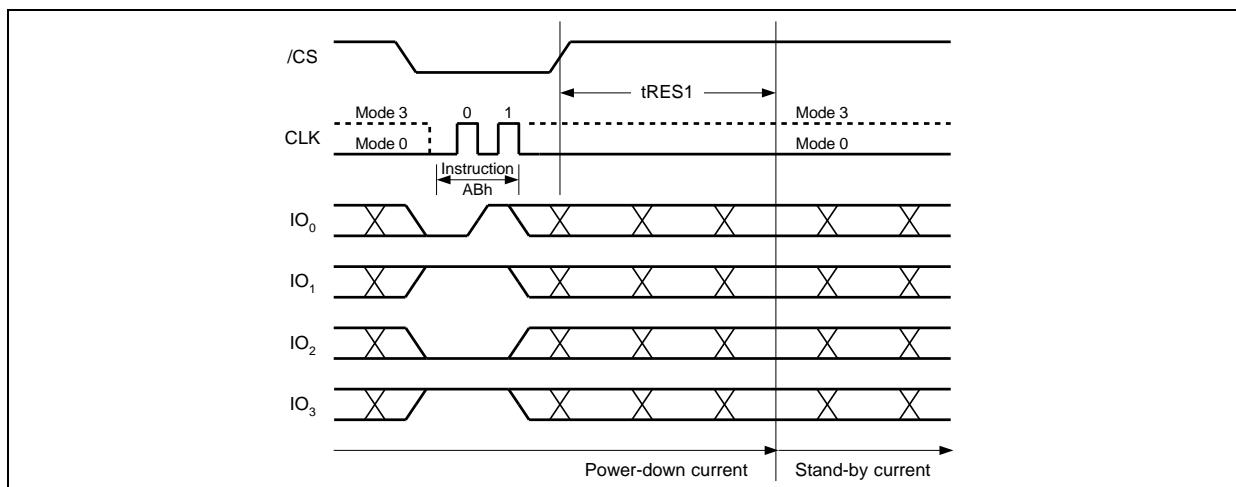 /CS
tRES1
Mode 3 0 1 Mode 3
CLK
Mode 0 Mode 0
Instruction
ABh
IO0
IO1
IO2
IO3
Power-down current Stand-by current